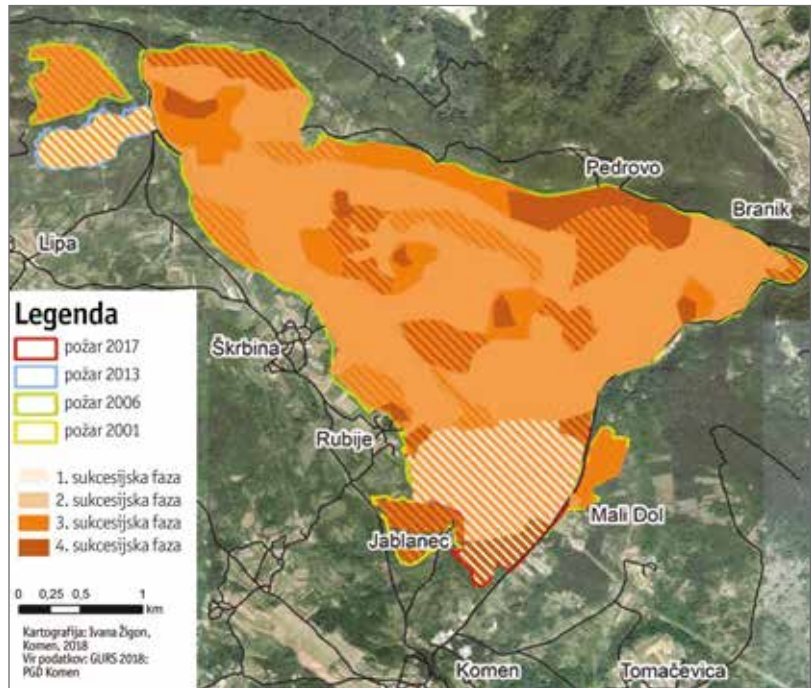 Pedrovo
Branik
Lipa
Legenda
požar 2017
požar 2013
požar 2006
požar 2001
1. sukcesijska faza
2. sukcesijska faza
3. sukcesijska faza
4. sukcesijska faza
0 0,25 0,5 1
km
Kartografija: Ivana Žigon,
Komen, 2018
Vir podatkov: GURS 2018;
PGD Komen
Škrbina
Rubije
Mali Dol
Jablanec
Komen
Tomačevica